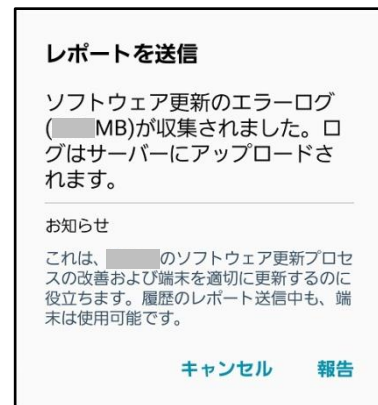 レポートを送信
ソフトウェア更新のエラーログ
(MB)が収集されました。ロ
グはサーバーにアップロードさ
れます。
お知らせ
これは、のソフトウェア更新プロセ
スの改善および端末を適切に更新するのに
役立ちます。履歴のレポート送信中も、端
末は使用可能です。
キャンセル 報告